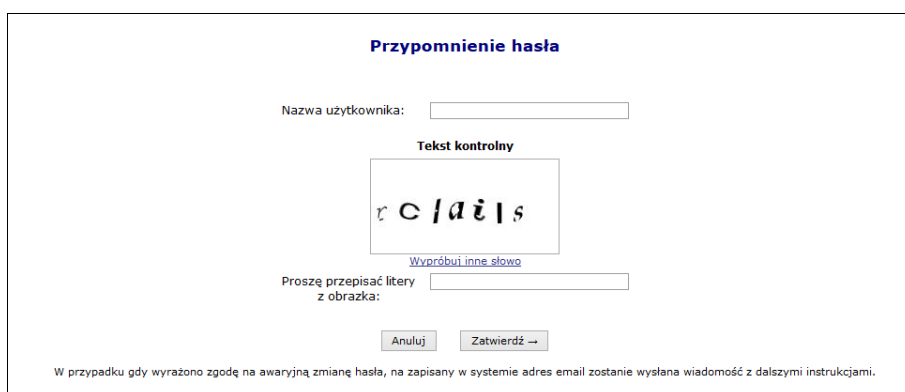 Przypomnienie hasła
Nazwa użytkownika:
Tekst kontrolny
Wypróbuj inne słowo
Proszę przepisać litery
z obrazka:
Anuluj Zatwierdź →
W przypadku gdy wyrażono zgodę na awaryjną zmianę hasła, na zapisany w systemie adres email zostanie wysłana wiadomość z dalszymi instrukcjami.